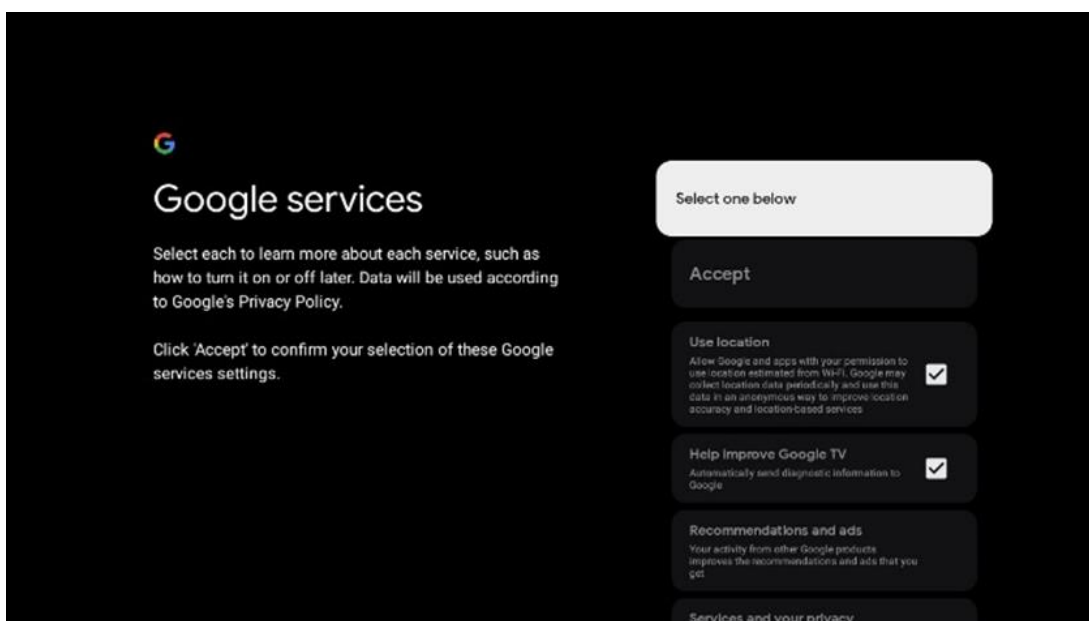 Google services
Select each to learn more about each service, such as
how to turn it on or off later. Data will be used according
to Google's Privacy Policy.
Click 'Accept' to confirm your selection of these Google
services settings.
Select one below
Accept
Use location
Allow Google and apps with your permission to
use location estimated from Wi-Fi. Google may
collect location data periodically and use this
data in an anonymous way to improve location
accuracy and location-based services
Help improve Google TV
Automatically send diagnostic information to
Google
Recommendations and ads
Your activity from other Google products
improves the recommendations and ads that you
get
Services and your privacy